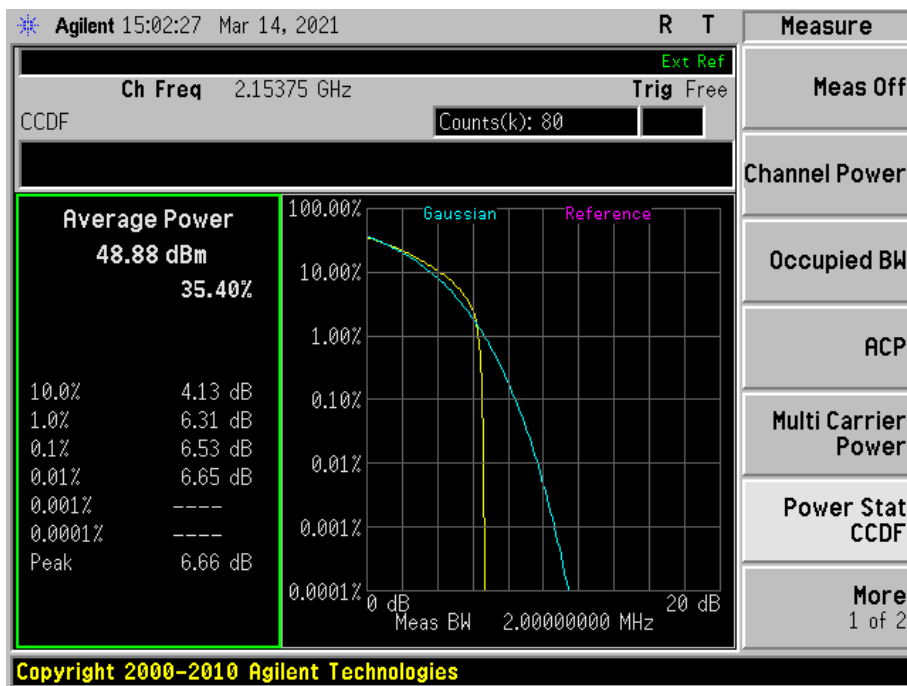 Agilent 15:02:27 Mar 14, 2021 R T
Ext Ref
Ch Freq 2.15375 GHz Trig Free
CCDF Counts(k): 80
Average Power
48.88 dBm
35.40%
10.0% 4.13 dB
1.0% 6.31 dB
0.1% 6.53 dB
0.01% 6.65 dB
0.001% ----
0.0001% ----
Peak 6.66 dB
Gaussian Reference
100.00%
10.00%
1.00%
0.10%
0.01%
0.001%
0.0001%
0 dB 20 dB
Meas BW 2.00000000 MHz
Measure
Meas Off
Channel Power
Occupied BW
ACP
Multi Carrier
Power
Power Stat
CCDF
More
1 of 2
Copyright 2000-2010 Agilent Technologies